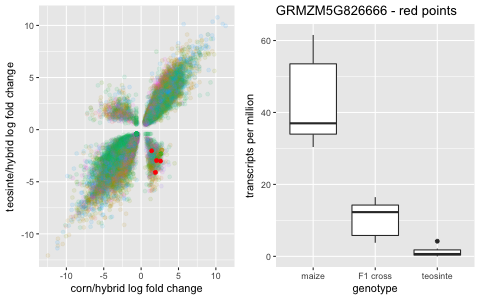 GRMZM5G826666 - red points
teosinte/hybrid log fold change
10
5
0
-5
-10
-10
-5
0
5
10
corn/hybrid log fold change
transcripts per million
60
40
20
0
maize
F1 cross
teosinte
genotype